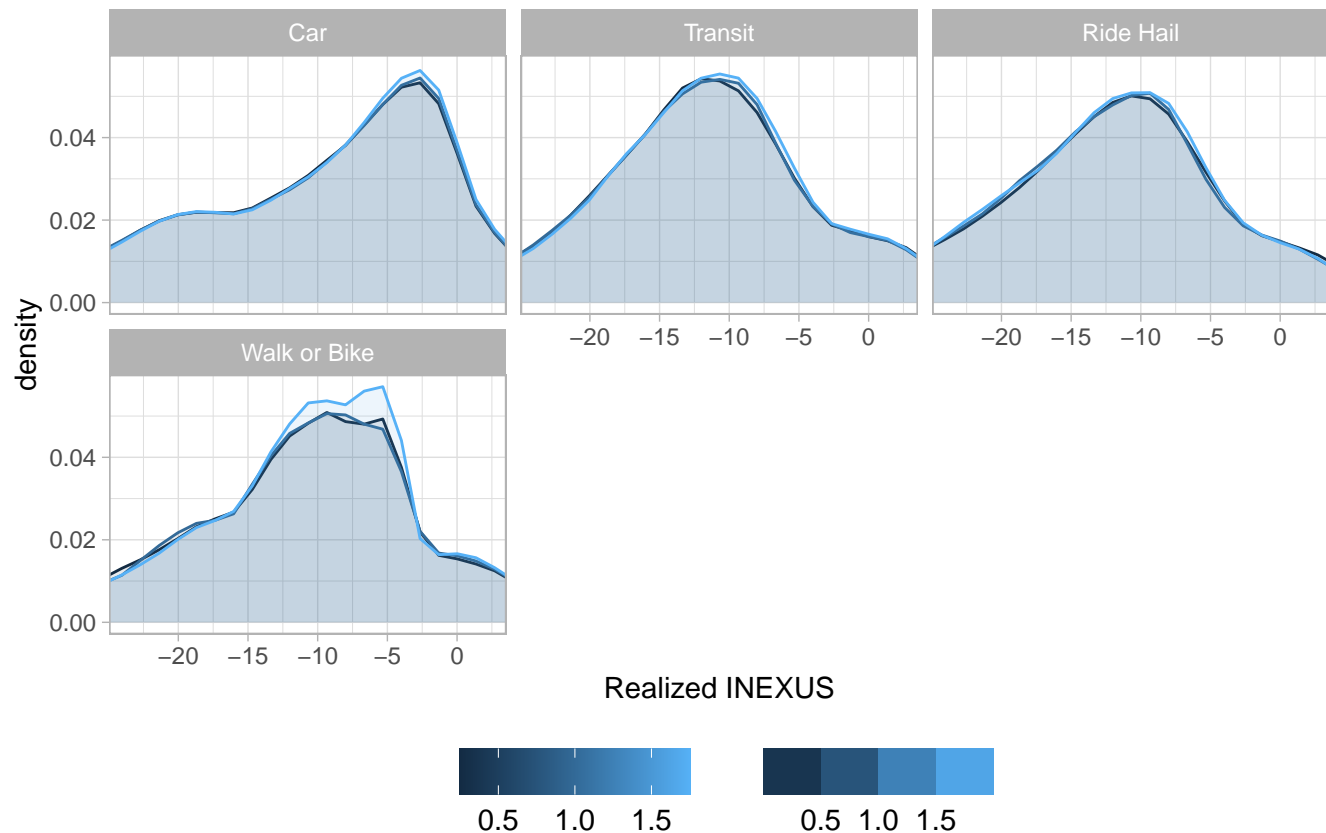 Car Transit Ride Hail
0.04
0.02
0.00
−20 −15 −10 −5 0 −20 −15 −10 −5 0
density
Walk or Bike
0.04
0.02
0.00
−20 −15 −10 −5 0
Realized INEXUS
0.5 1.0 1.5 0.5 1.0 1.5